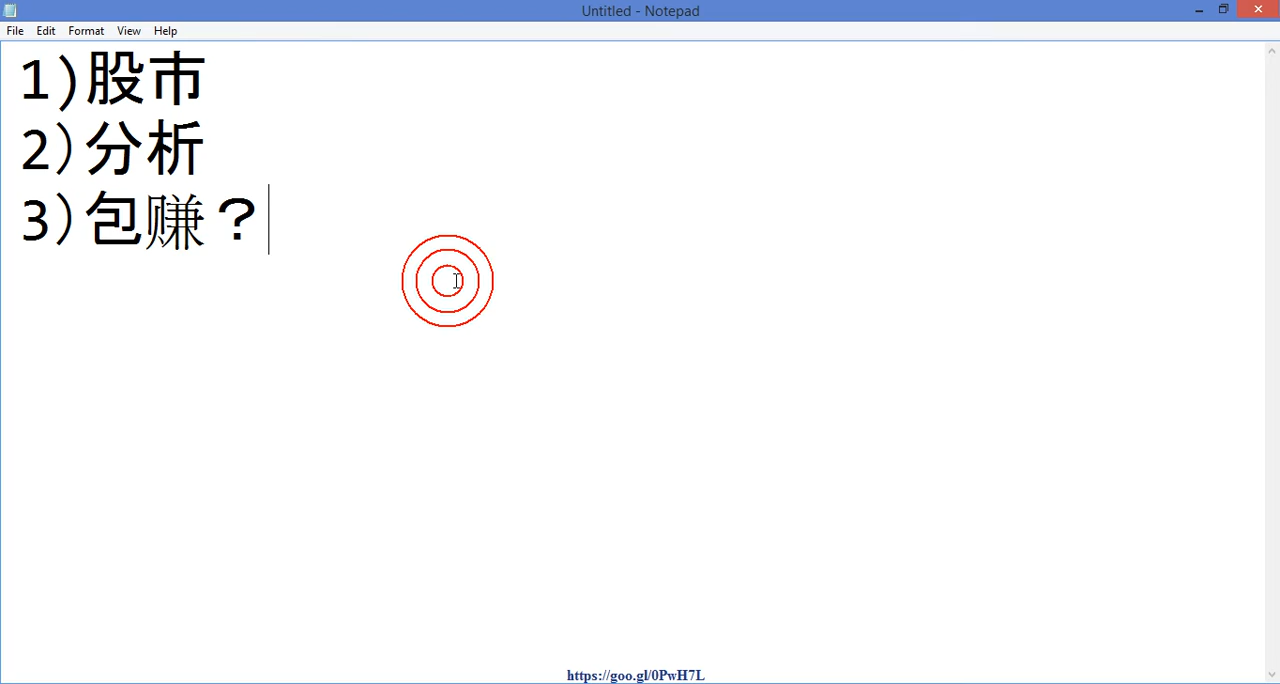 Untitled - Notepad
File Edit Format View Help
1)股市
2)分析
3)包赚？
https://goo.gl/0PwH7L